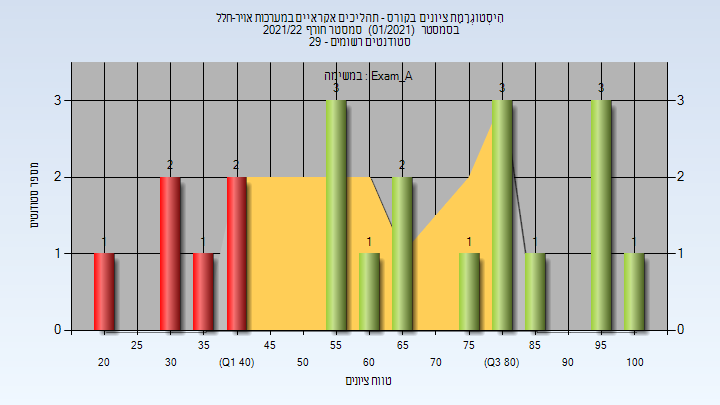 היסטוגרמת ציונים בקורס - תהליכים אקראיים במערכות אויר-חלל
בסמסטר (01/2021) סמסטר חורף 2021/22
סטודנטים רשומים - 29
במשימה : Exam_A
מספר סטודנטים
3 3
2 2
1 1
0 0
1 2 1 2 3 1 2 1 3 1 3 1
25 35 45 55 65 75 85 95
20 30 (Q1 40) 50 60 70 (Q3 80) 90 100
טווח ציונים